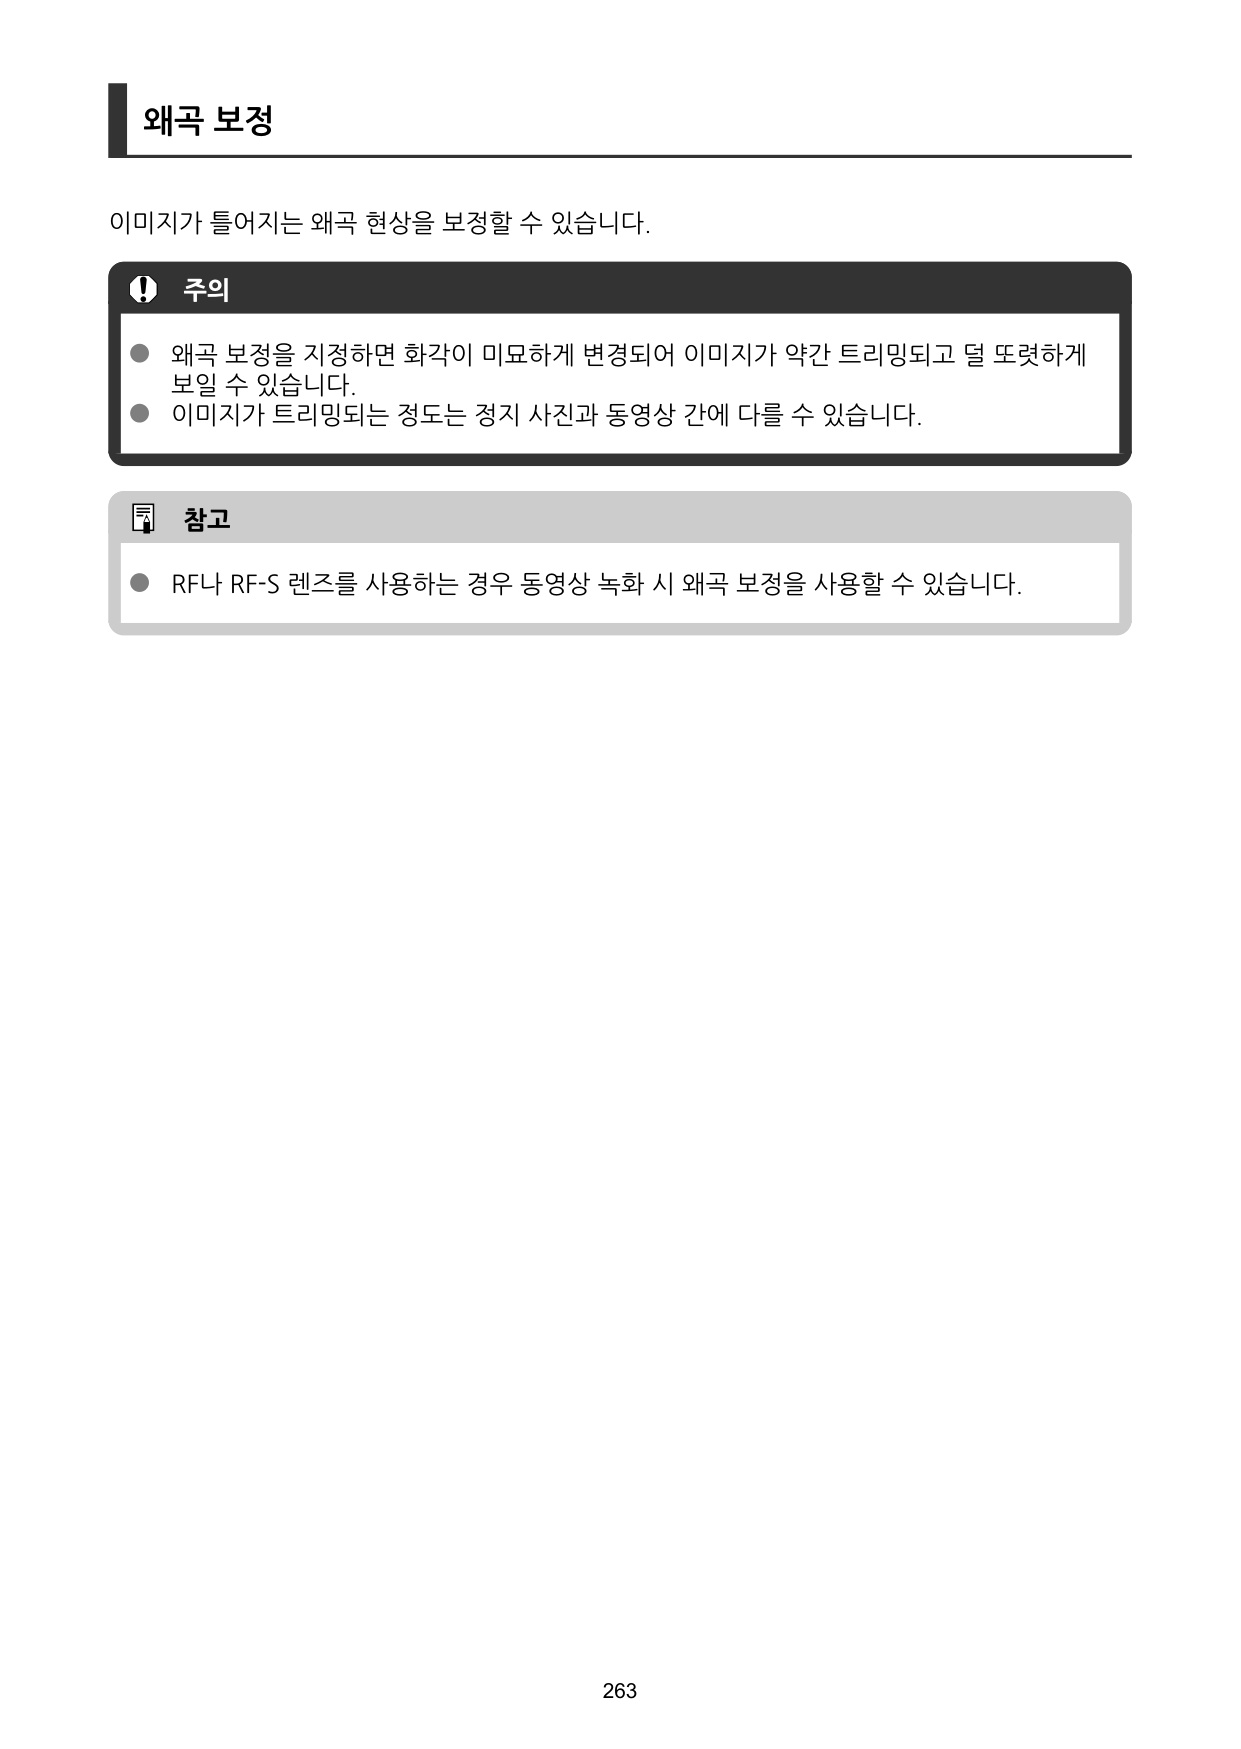 왜곡 보정
이미지가 틀어지는 왜곡 현상을 보정할 수 있습니다.
주의
왜곡 보정을 지정하면 화각이 미묘하게 변경되어 이미지가 약간 트리밍되고 덜 또렷하게
보일 수 있습니다.
이미지가 트리밍되는 정도는 정지 사진과 동영상 간에 다를 수 있습니다.
참고
RF나 RF-S 렌즈를 사용하는 경우 동영상 녹화 시 왜곡 보정을 사용할 수 있습니다.
263